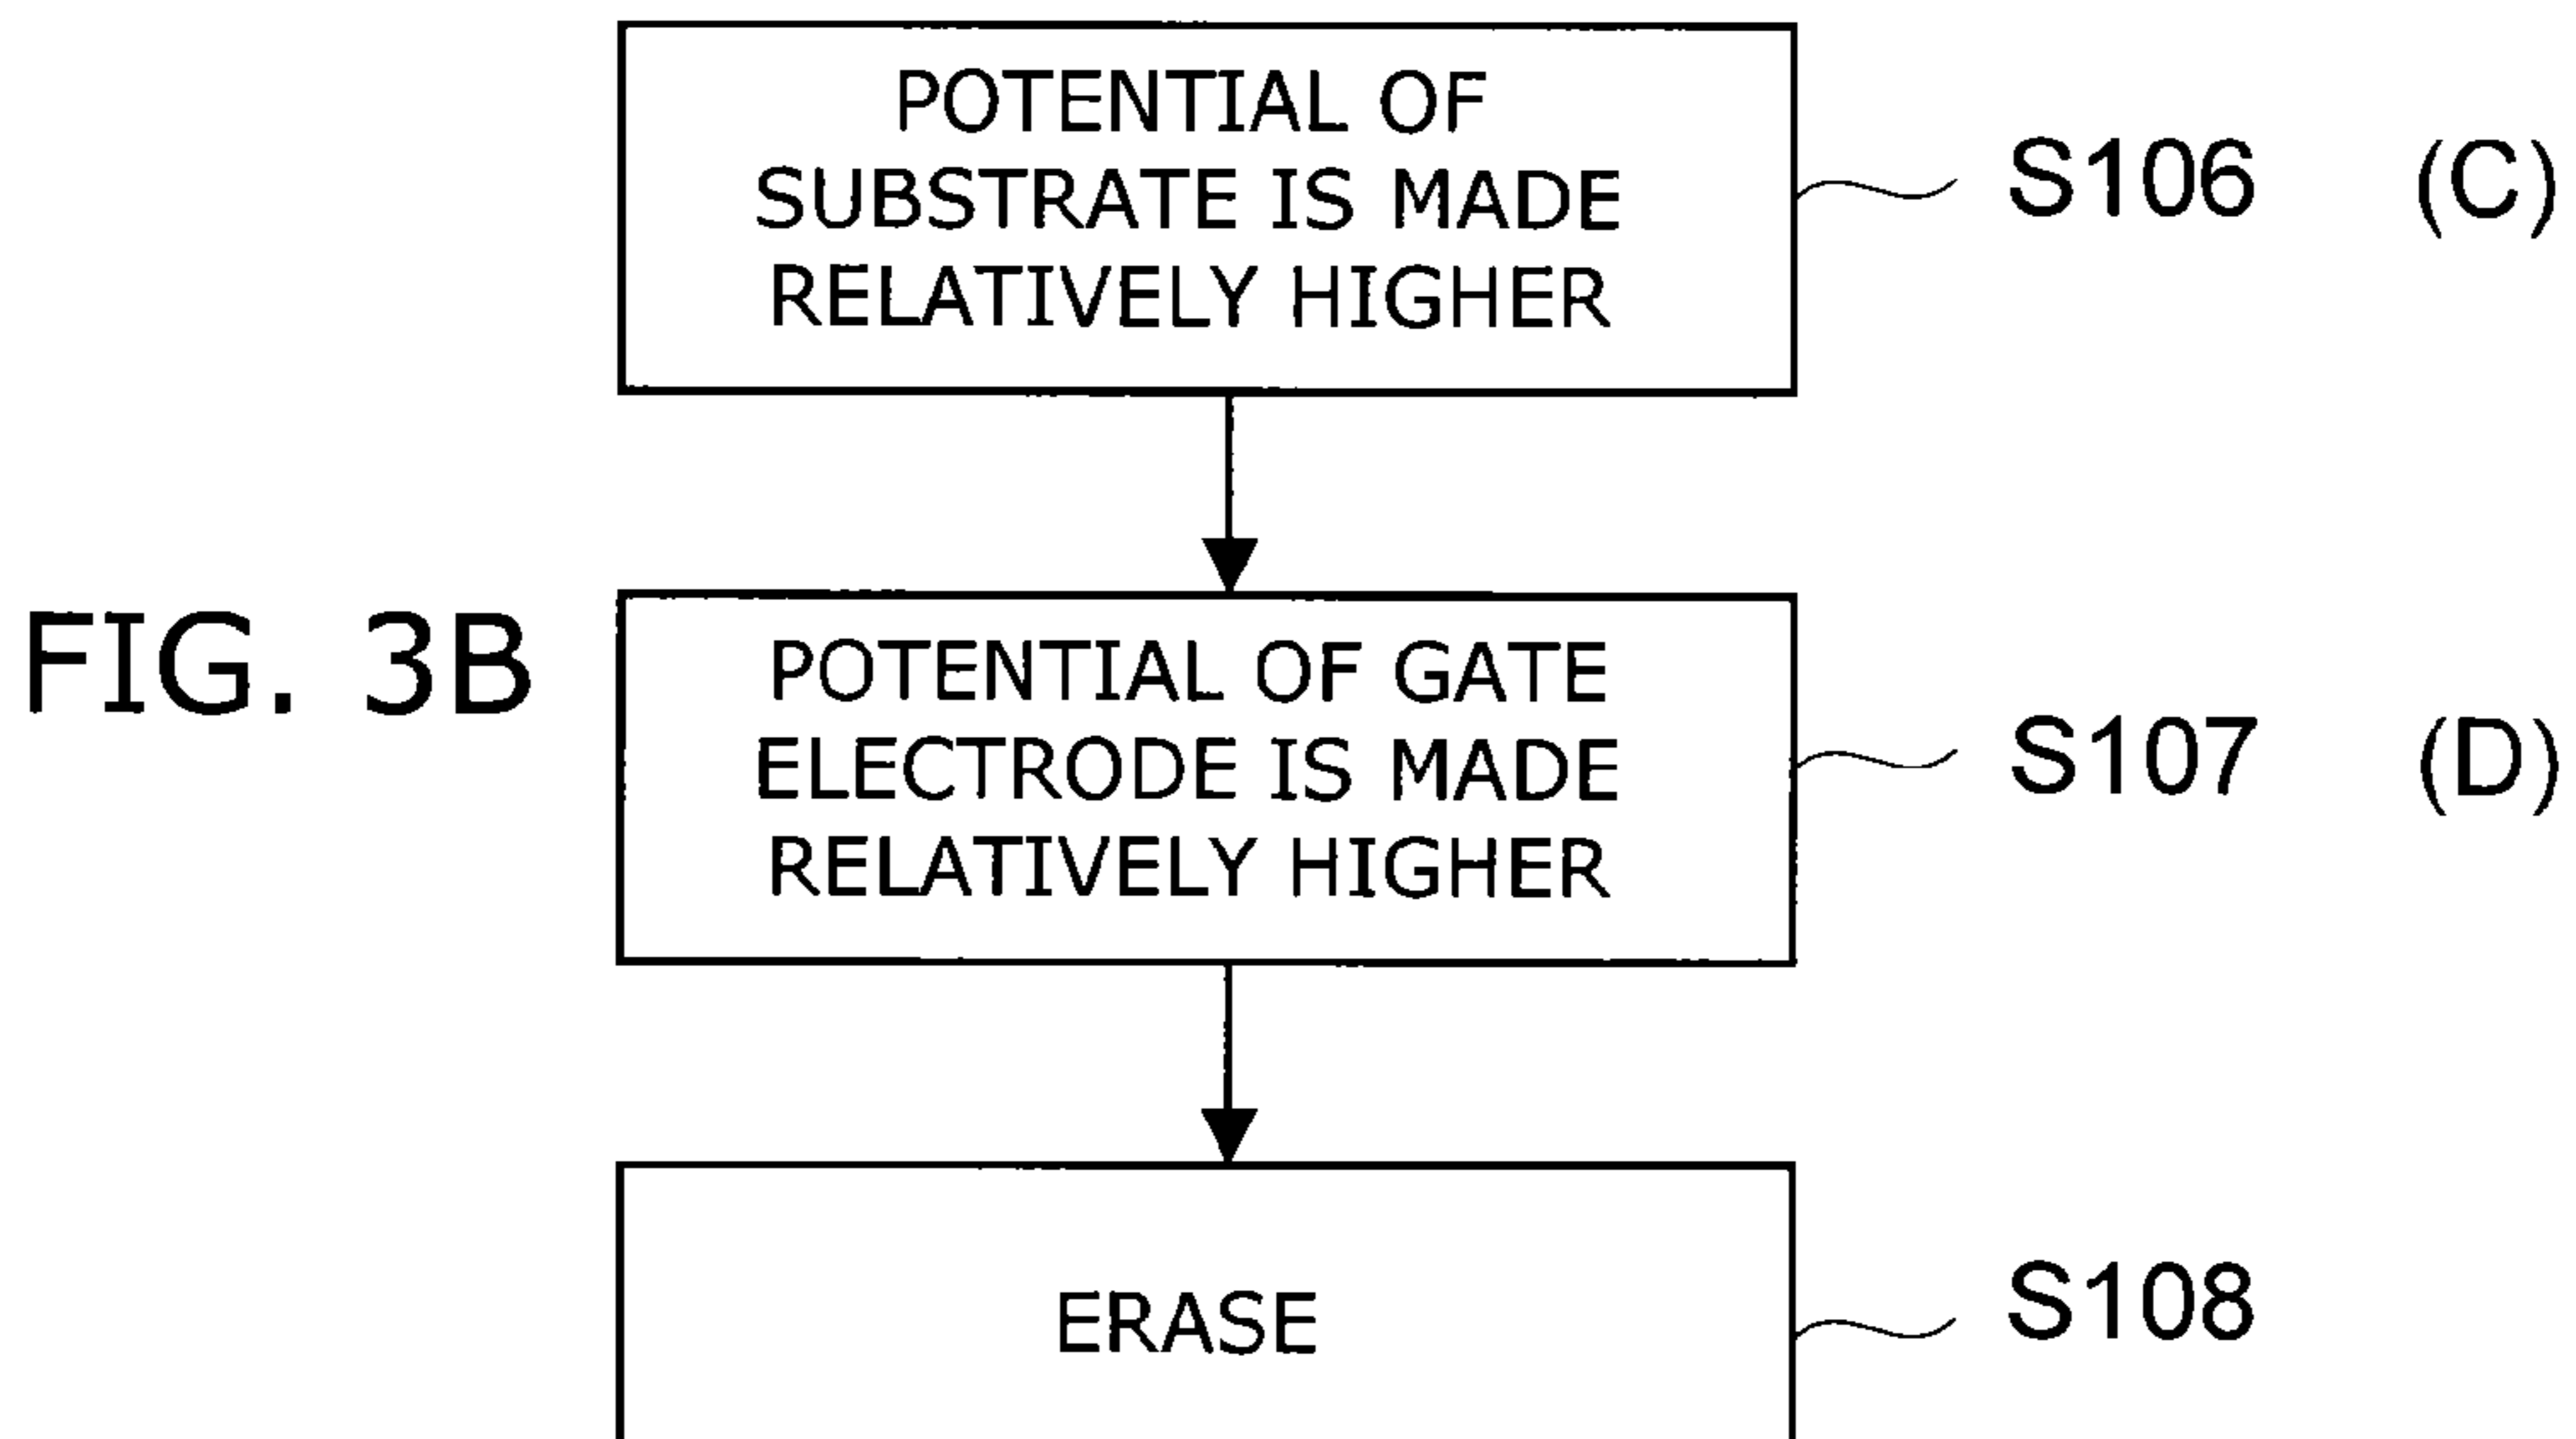 POTENTIAL OF
SUBSTRATE IS MADE
RELATIVELY HIGHER
S106 (C)
FIG. 3B
POTENTIAL OF GATE
ELECTRODE IS MADE
RELATIVELY HIGHER
S107 (D)
ERASE
S108